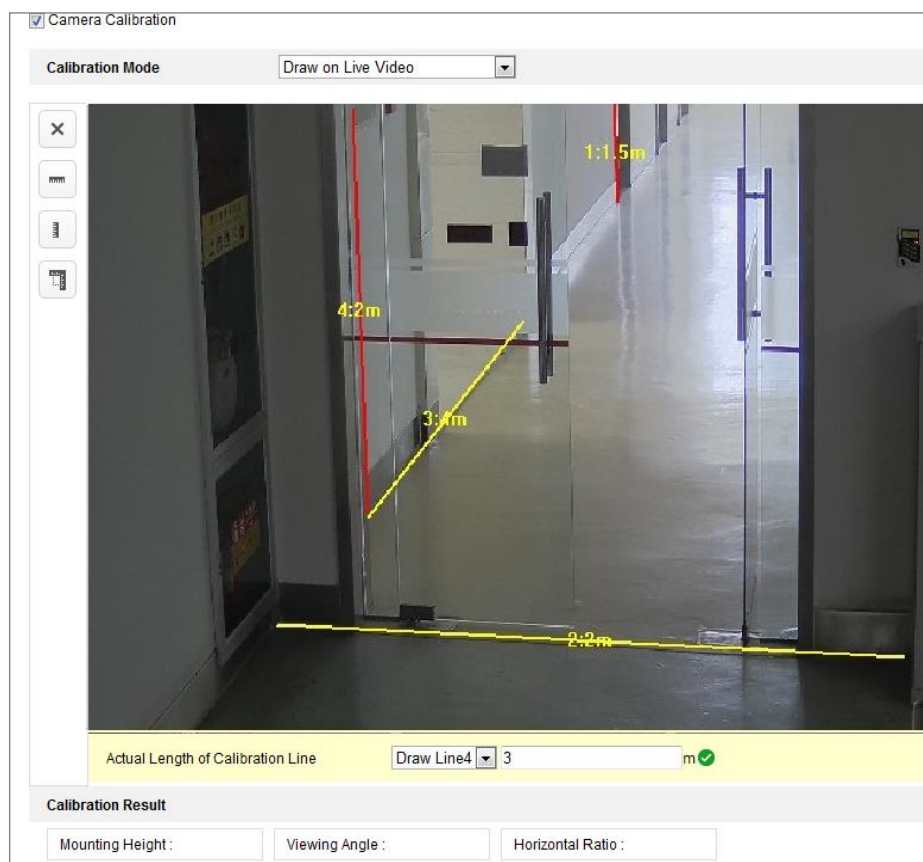 Camera Calibration
Calibration Mode
Draw on Live Video
1:1.5m
4:2m
3:4m
2:2m
Actual Length of Calibration Line
Draw Line4
3
m
Calibration Result
Mounting Height :
Viewing Angle :
Horizontal Ratio :